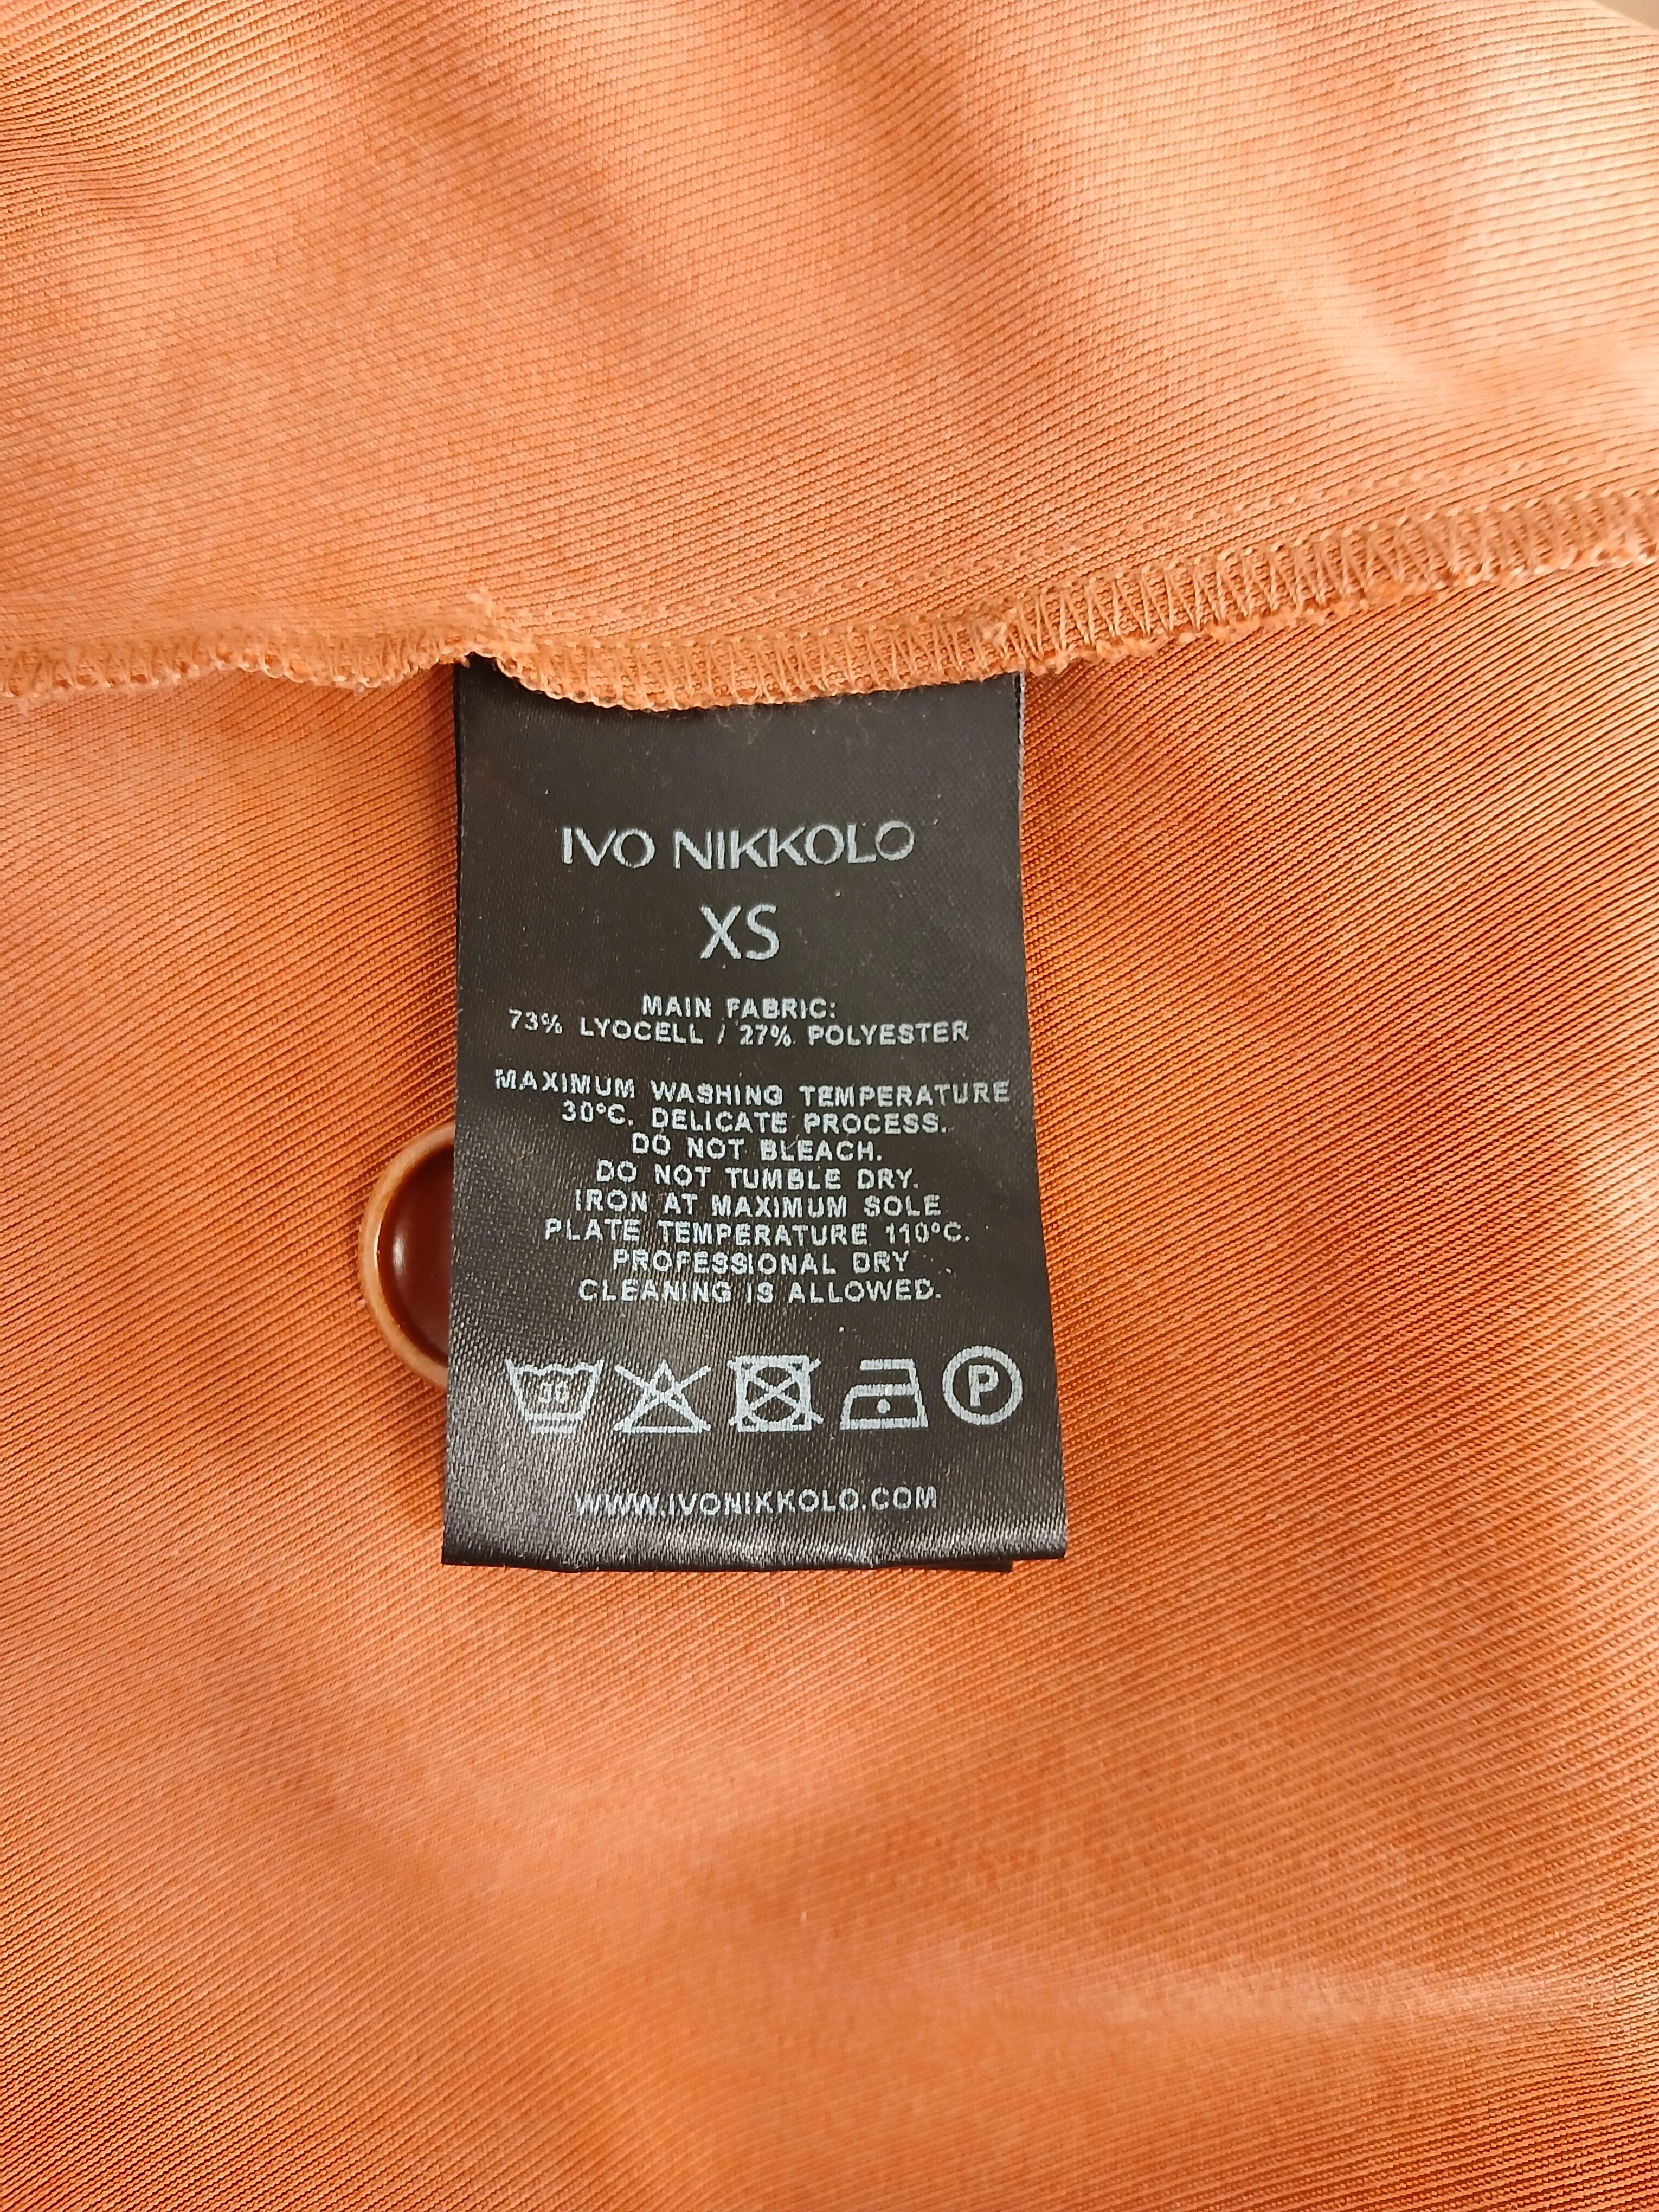 IVO NIKKOLO
XS
MAIN FABRIC:
73% LYOCELL / 27% POLYESTER
MAXIMUM WASHING TEMPERATURE
30°C. DELICATE PROCESS.
DO NOT BLEACH.
DO NOT TUMBLE DRY.
IRON AT MAXIMUM SOLE
PLATE TEMPERATURE 110°C.
PROFESSIONAL DRY
CLEANING IS ALLOWED.
30 P
WWW.IVONIKKOLO.COM